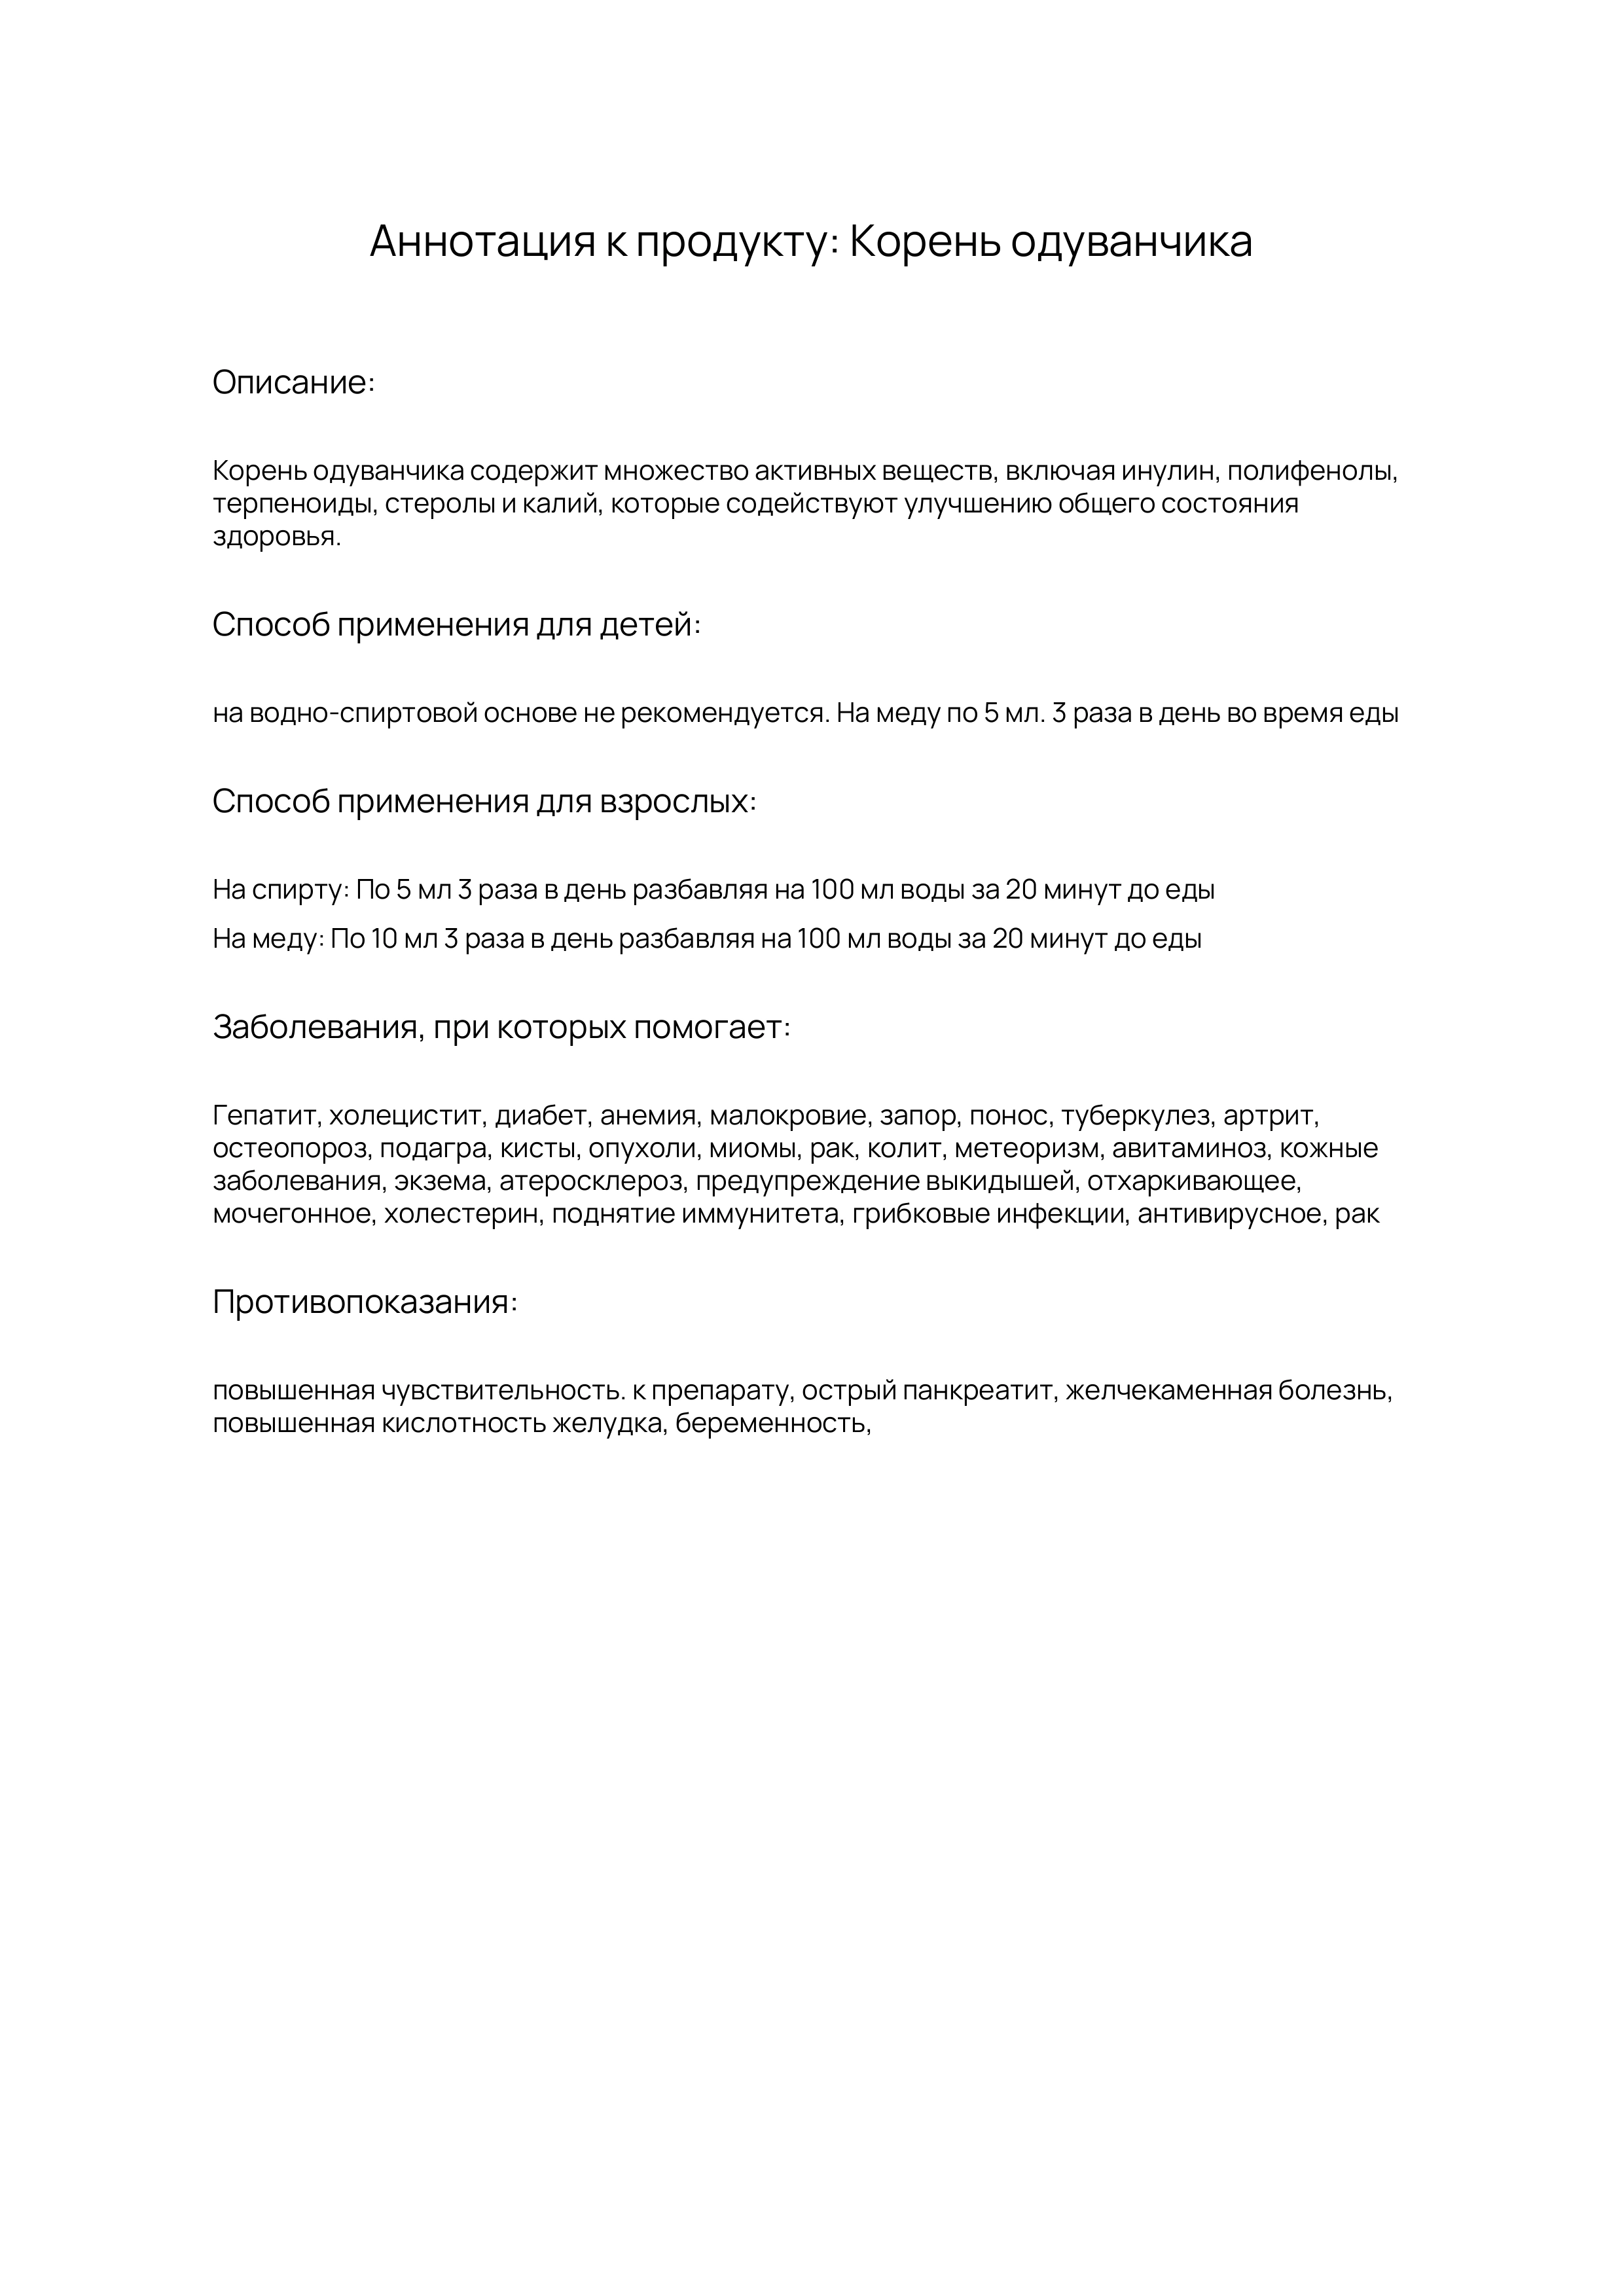 Аннотация к продукту: Корень одуванчика
Описание:
Корень одуванчика содержит множество активных веществ, включая инулин, полифенолы,
терпеноиды, стеролы и калий, которые содействуют улучшению общего состояния
здоровья.
Способ применения для детей:
на водно-спиртовой основе не рекомендуется. На меду по 5 мл. 3 раза в день во время еды
Способ применения для взрослых:
На спирту: По 5 мл 3 раза в день разбавляя на 100 мл воды за 20 минут до еды
На меду: По 10 мл 3 раза в день разбавляя на 100 мл воды за 20 минут до еды
Заболевания, при которых помогает:
Гепатит, холецистит, диабет, анемия, малокровие, запор, понос, туберкулез, артрит,
остеопороз, подагра, кисты, опухоли, миомы, рак, колит, метеоризм, авитаминоз, кожные
заболевания, экзема, атеросклероз, предупреждение выкидышей, отхаркивающее,
мочегонное, холестерин, поднятие иммунитета, грибковые инфекции, антивирусное, рак
Противопоказания:
повышенная чувствительность. к препарату, острый панкреатит, желчекаменная болезнь,
повышенная кислотность желудка, беременность,